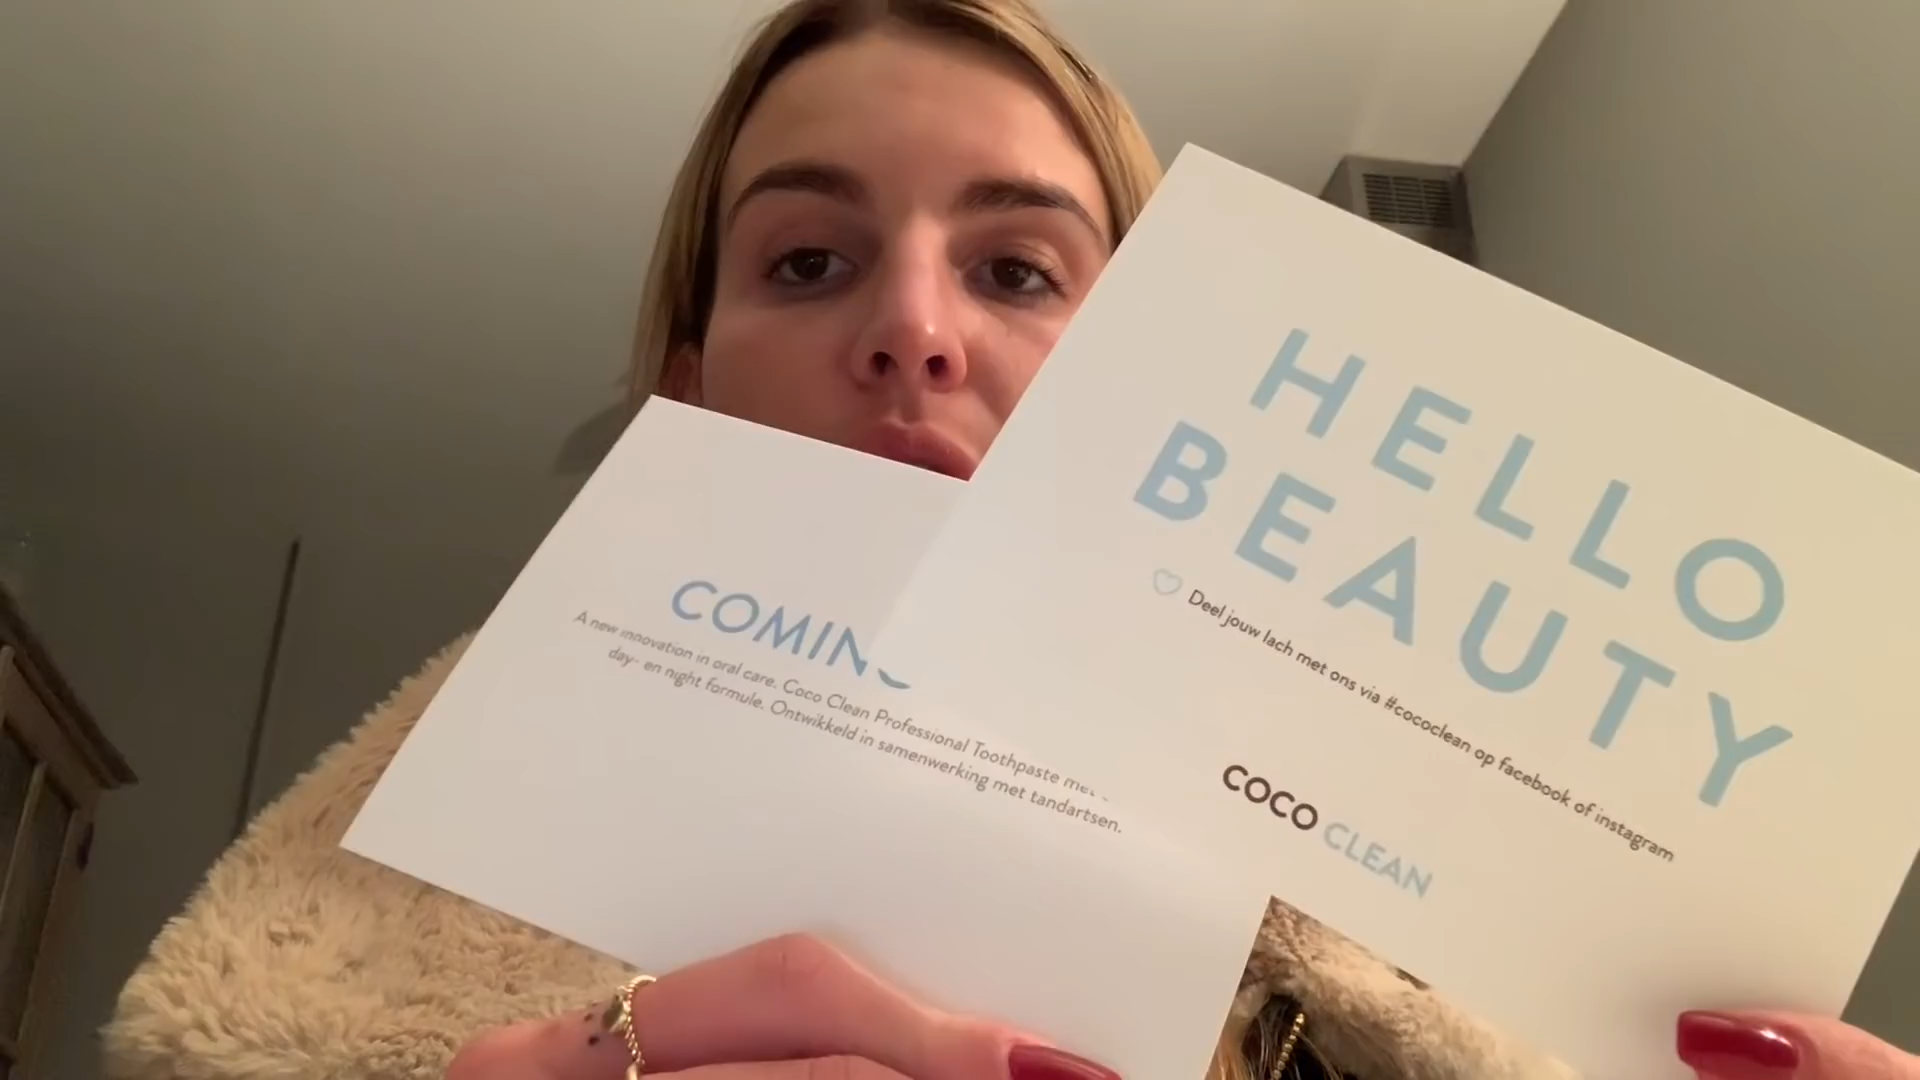 COMING
A new innovation in oral care. Coco Clean Professional Toothpaste met
day- en night formule. Ontwikkeld in samenwerking met tandartsen.
HELLO
BEAUTY
Deel jouw lach met ons via #cococlean op facebook of instagram
COCO CLEAN